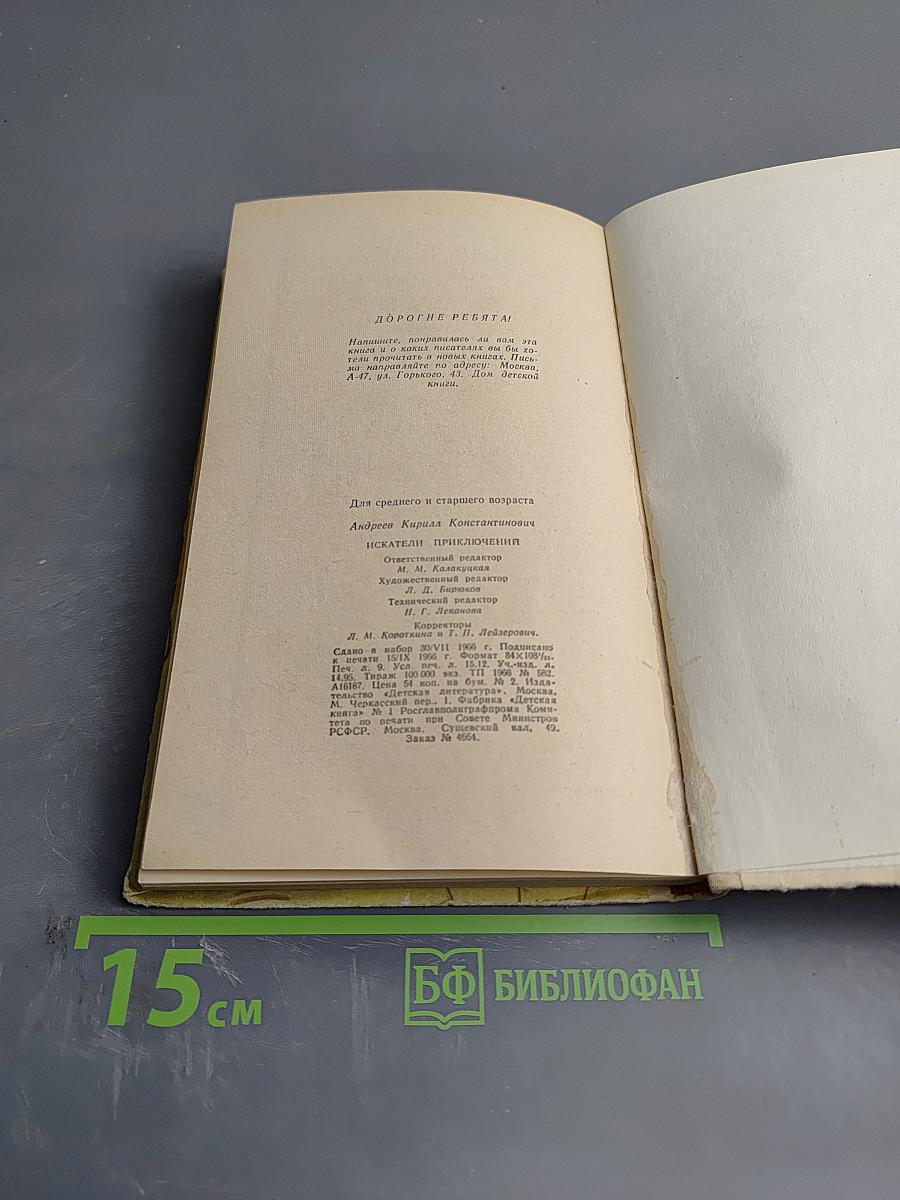 ДОРОГИЕ РЕБЯТА!
Напишите, понравилась ли вам эта
книга и о каких писателях вы бы хо-
тели прочитать в новых книгах. Пись-
ма направляйте по адресу: Москва,
А-47, ул. Горького, 43. Дом детской
книги.
Для среднего и старшего возраста
Андреев Кирилл Константинович
ИСКАТЕЛИ ПРИКЛЮЧЕНИЙ
Ответственный редактор
М. М. Калакуцкая
Художественный редактор
Л. Д. Бирюков
Технический редактор
Н. Г. Леканова
Корректоры
Л. М. Короткина и Т. П. Лейзерович.
Сдано в набор 30/VII 1966 г. Подписано
к печати 15/IX 1966 г. Формат 84×108¹/₃₂.
Печ. л. 9. Усл. печ. л. 15,12. Уч.-изд. л.
14,95. Тираж 100 000 экз. ТП 1966 № 582.
А16187. Цена 54 коп. на бум. № 2. Изда-
тельство «Детская литература». Москва,
М. Черкасский пер., 1. Фабрика «Детская
книга» № 1 Росглавполиграфпрома Коми-
тета по печати при Совете Министров
РСФСР. Москва. Сущевский вал, 49.
Заказ № 4664.
15 см
БФ БИБЛИОФАН